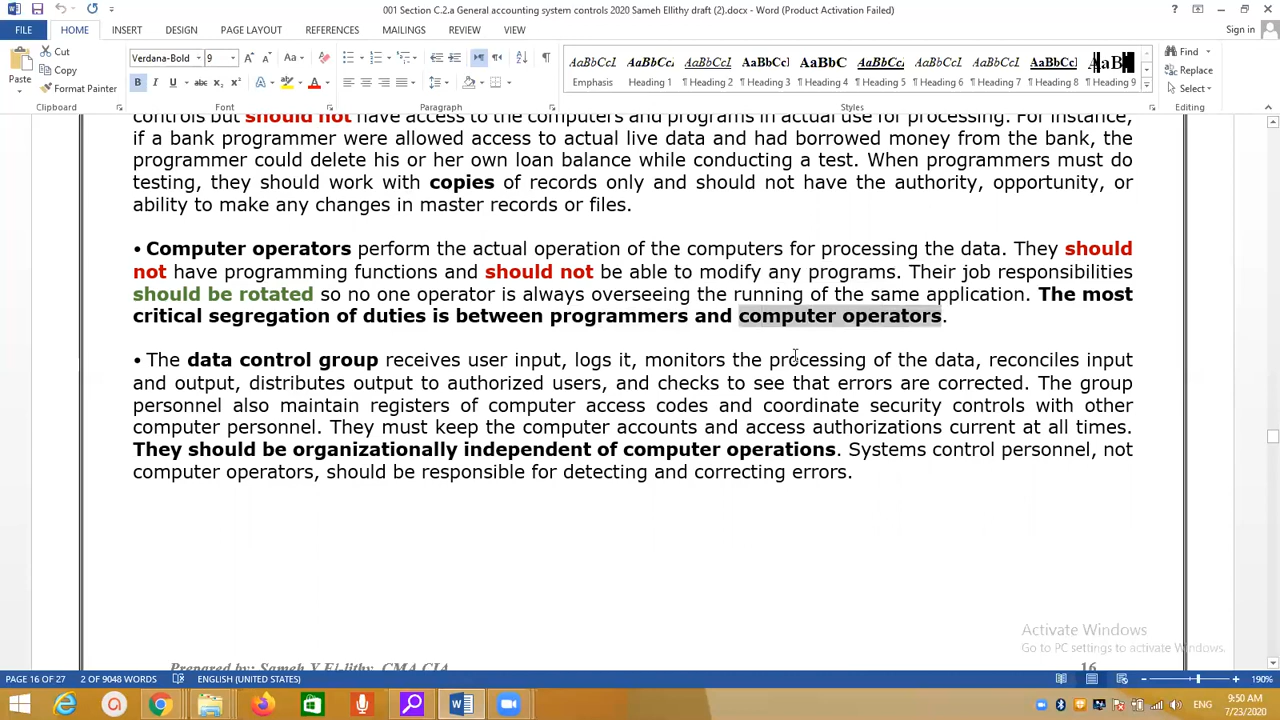 001 Section C.2.a General accounting system controls 2020 Sameh Ellithy draft (2).docx - Word (Product Activation Failed)
FILE HOME INSERT DESIGN PAGE LAYOUT REFERENCES MAILINGS REVIEW VIEW Sign in
Paste
Cut
Copy
Format Painter
Clipboard
Verdana-Bold 9
Font
Paragraph
AaBbCcI AaBbCcI AaBbCcI AaBbCcI AaBbC AaBbCcI AaBbCcI AaBbCcI AaBbCcI AaB
Emphasis Heading 1 ¶ Heading 2 ¶ Heading 3 ¶ Heading 4 ¶ Heading 5 ¶ Heading 6 ¶ Heading 7 ¶ Heading 8 ¶ Heading 9
Styles
Find
Replace
Select
Editing
controls but should not have access to the computers and programs in actual use for processing. For instance,
if a bank programmer were allowed access to actual live data and had borrowed money from the bank, the
programmer could delete his or her own loan balance while conducting a test. When programmers must do
testing, they should work with copies of records only and should not have the authority, opportunity, or
ability to make any changes in master records or files.
• Computer operators perform the actual operation of the computers for processing the data. They should
not have programming functions and should not be able to modify any programs. Their job responsibilities
should be rotated so no one operator is always overseeing the running of the same application. The most
critical segregation of duties is between programmers and computer operators.
• The data control group receives user input, logs it, monitors the processing of the data, reconciles input
and output, distributes output to authorized users, and checks to see that errors are corrected. The group
personnel also maintain registers of computer access codes and coordinate security controls with other
computer personnel. They must keep the computer accounts and access authorizations current at all times.
They should be organizationally independent of computer operations. Systems control personnel, not
computer operators, should be responsible for detecting and correcting errors.
Activate Windows
Go to PC settings to activate Windows.
Prepared by: Sameh Y El-lithy, CMA,CIA 16
PAGE 16 OF 27 2 OF 9048 WORDS ENGLISH (UNITED STATES) 190%
ENG
9:50 AM
7/23/2020